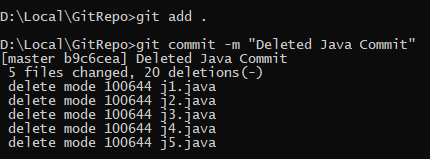 D:\Local\GitRepo>git add .
D:\Local\GitRepo>git commit -m "Deleted Java Commit"
[master b9c6cea] Deleted Java Commit
5 files changed, 20 deletions(-)
delete mode 100644 j1.java
delete mode 100644 j2.java
delete mode 100644 j3.java
delete mode 100644 j4.java
delete mode 100644 j5.java